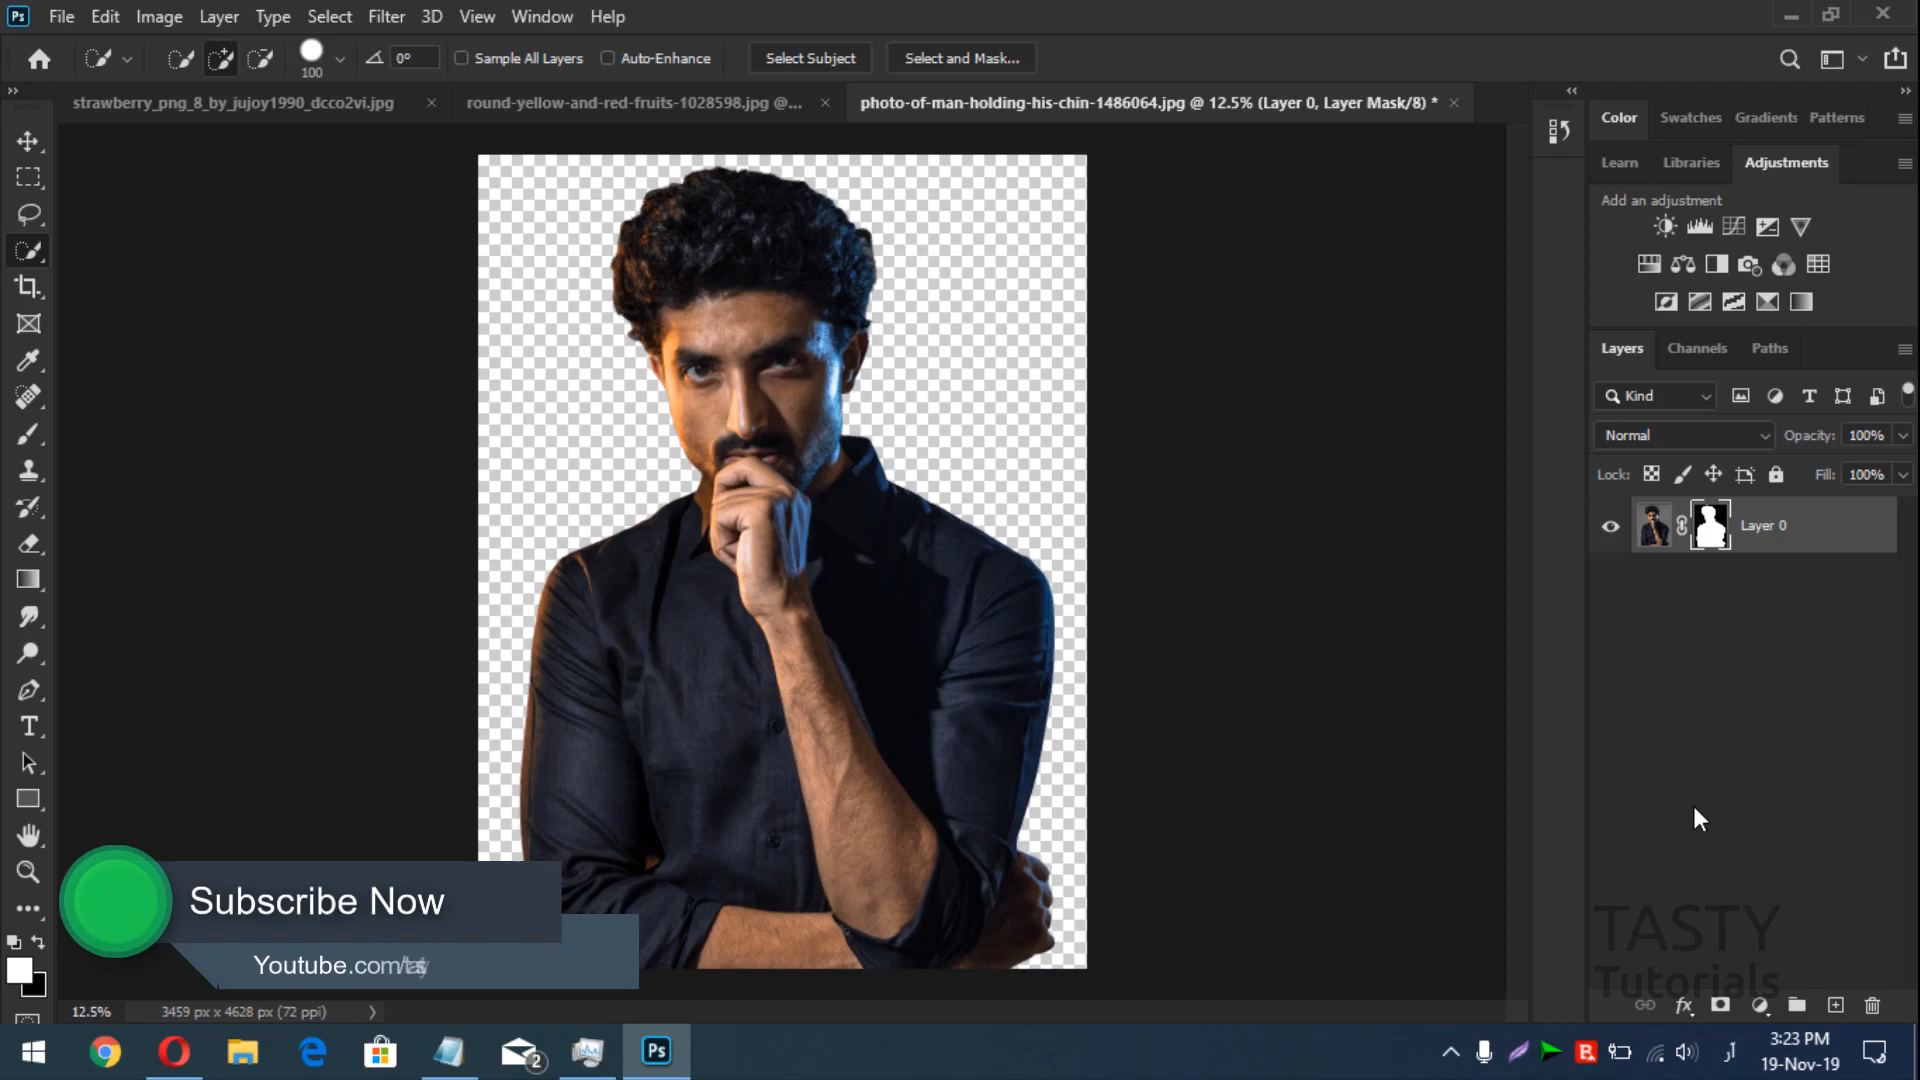 Ps File Edit Image Layer Type Select Filter 3D View Window Help
100 0° Sample All Layers Auto-Enhance Select Subject Select and Mask...
strawberry_png_8_by_jujoy1990_dcco2vi.jpg round-yellow-and-red-fruits-1028598.jpg @... photo-of-man-holding-his-chin-1486064.jpg @ 12.5% (Layer 0, Layer Mask/8) *
Color Swatches Gradients Patterns
Learn Libraries Adjustments
Add an adjustment
Layers Channels Paths
Kind
Normal Opacity: 100%
Lock: Fill: 100%
Layer 0
Subscribe Now
Youtube.com/tasty
TASTY
Tutorials
12.5% 3459 px x 4628 px (72 ppi)
2 Ps
3:23 PM
19-Nov-19